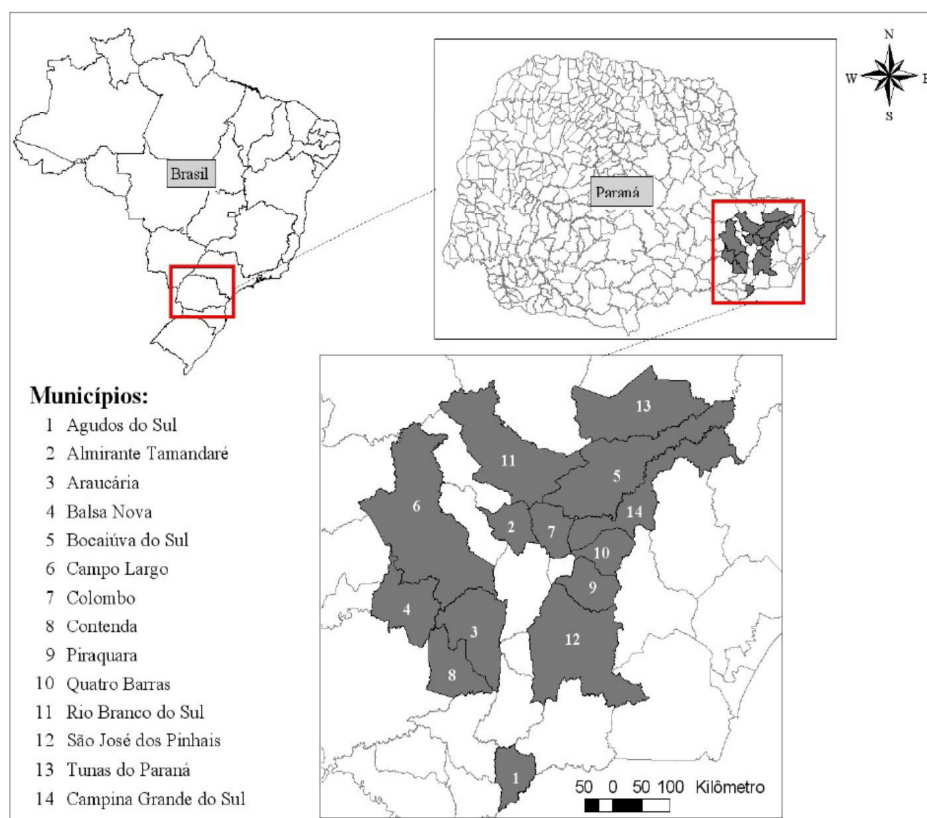 N
W
E
S
Brasil
Paraná
Municípios:
1 Agudos do Sul
2 Almirante Tamandaré
3 Araucária
4 Balsa Nova
5 Bocaiúva do Sul
6 Campo Largo
7 Colombo
8 Contenda
9 Piraquara
10 Quatro Barras
11 Rio Branco do Sul
12 São José dos Pinhais
13 Tunas do Paraná
14 Campina Grande do Sul
13
11
5
6
14
2
7
10
9
4
3
12
8
1
50 0 50 100 Kilômetro